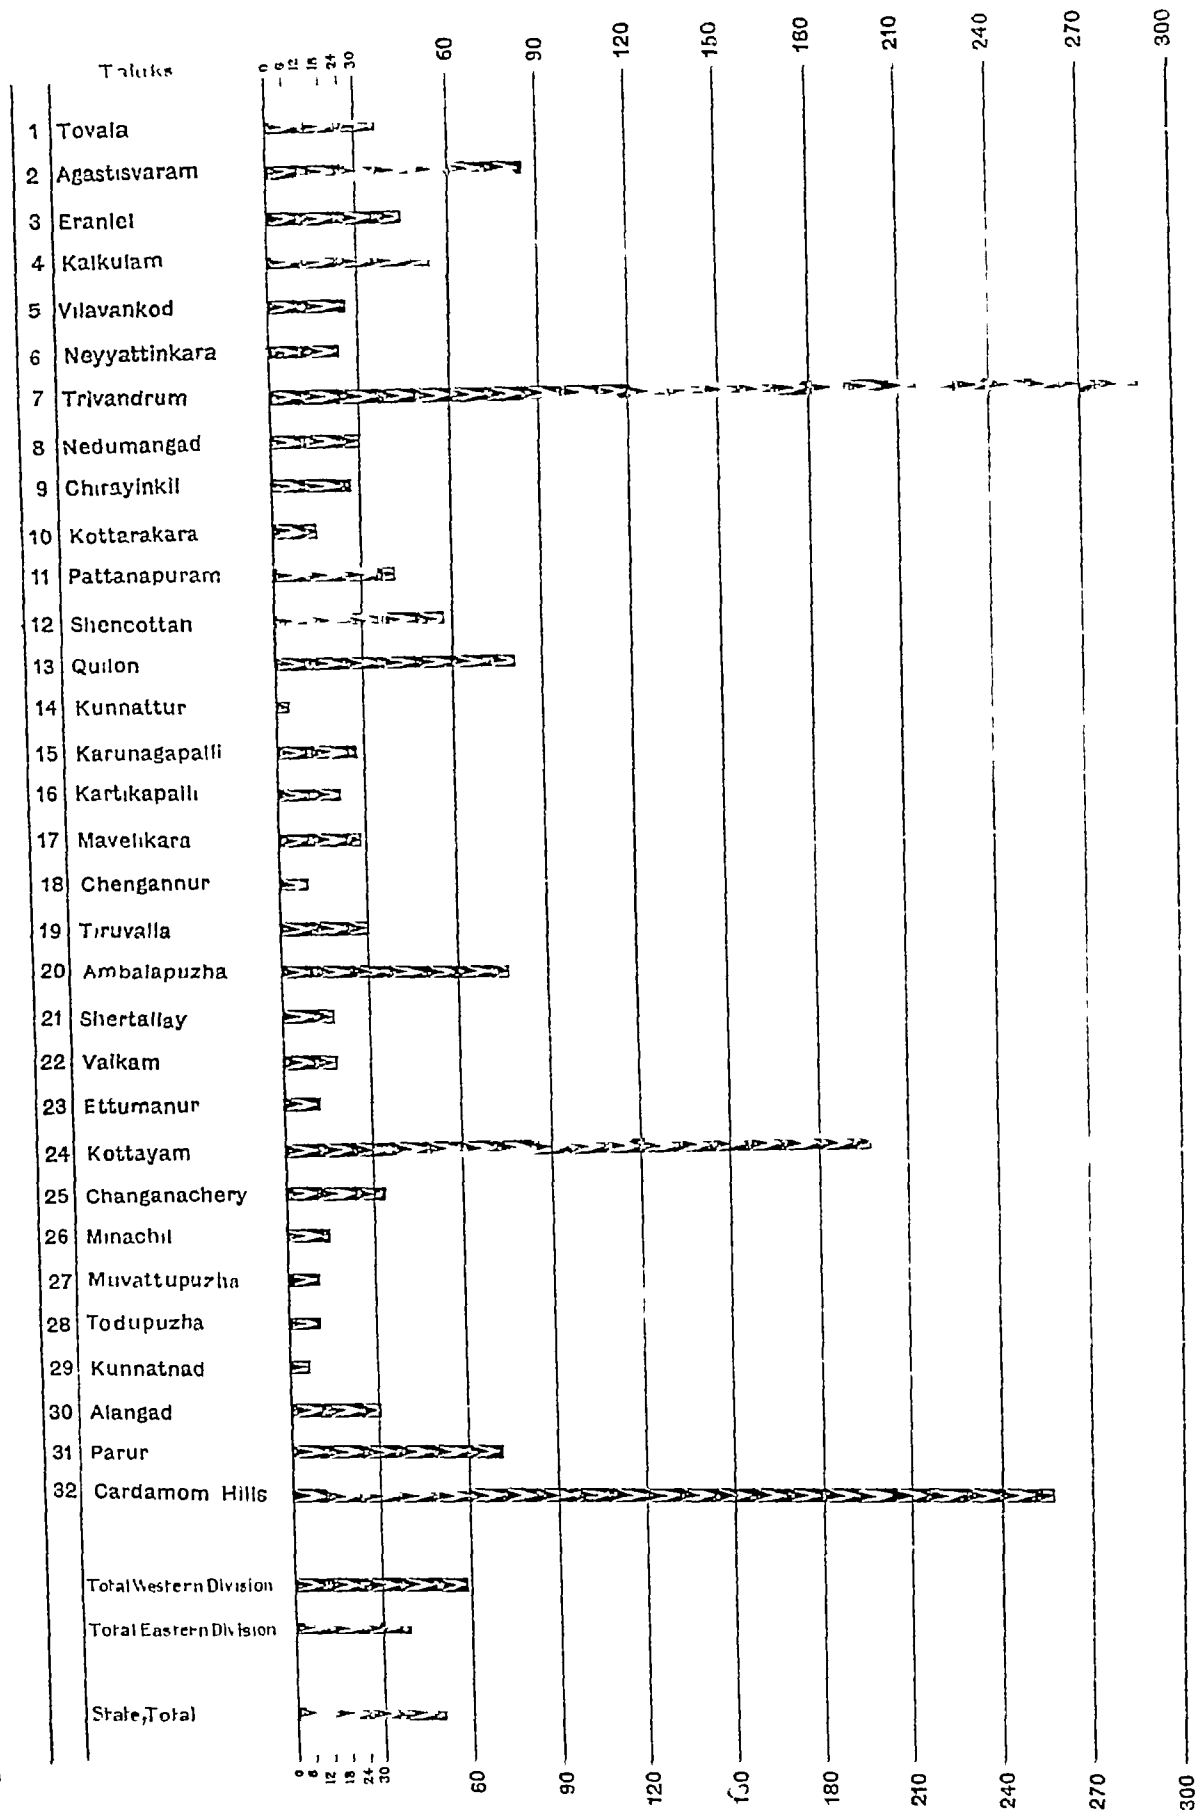 Taluks 0 6 12 18 24 30 60 90 120 150 180 210 240 270 300
1 Tovala
2 Agastisvaram
3 Eraniel
4 Kalkulam
5 Vilavankod
6 Neyyattinkara
7 Trivandrum
8 Nedumangad
9 Chirayinkil
10 Kottarakara
11 Pattanapuram
12 Shencottan
13 Quilon
14 Kunnattur
15 Karunagapalli
16 Kartikapalli
17 Mavelikara
18 Chengannur
19 Tiruvalla
20 Ambalapuzha
21 Shertallay
22 Vaikam
23 Ettumanur
24 Kottayam
25 Changanachery
26 Minachil
27 Muvattupuzha
28 Todupuzha
29 Kunnatnad
30 Alangad
31 Parur
32 Cardamom Hills
Total Western Division
Total Eastern Division
State, Total
0 6 12 18 24 30 60 90 120 150 180 210 240 270 300